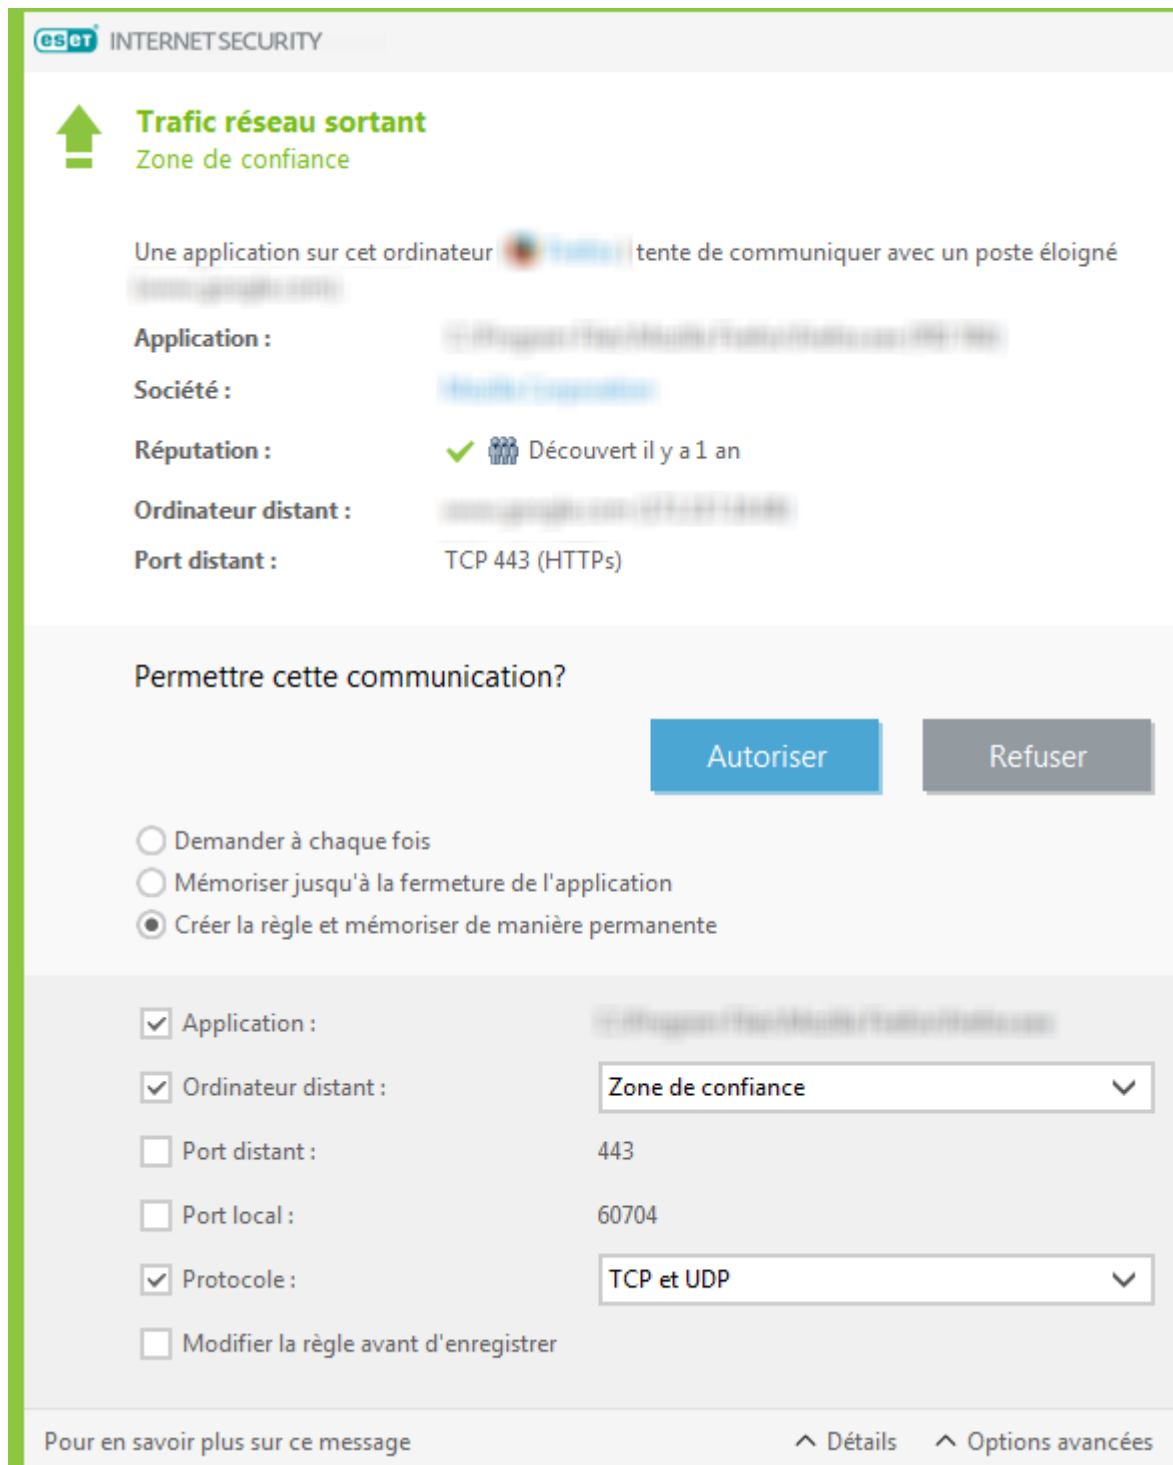 eset INTERNET SECURITY
Trafic réseau sortant
Zone de confiance
Une application sur cet ordinateur tente de communiquer avec un poste éloigné
Application :
Société :
Réputation : Découvert il y a 1 an
Ordinateur distant :
Port distant : TCP 443 (HTTPs)
Permettre cette communication?
Autoriser Refuser
Demander à chaque fois
Mémoriser jusqu'à la fermeture de l'application
Créer la règle et mémoriser de manière permanente
Application :
Ordinateur distant : Zone de confiance
Port distant : 443
Port local : 60704
Protocole : TCP et UDP
Modifier la règle avant d'enregistrer
Pour en savoir plus sur ce message Détails Options avancées